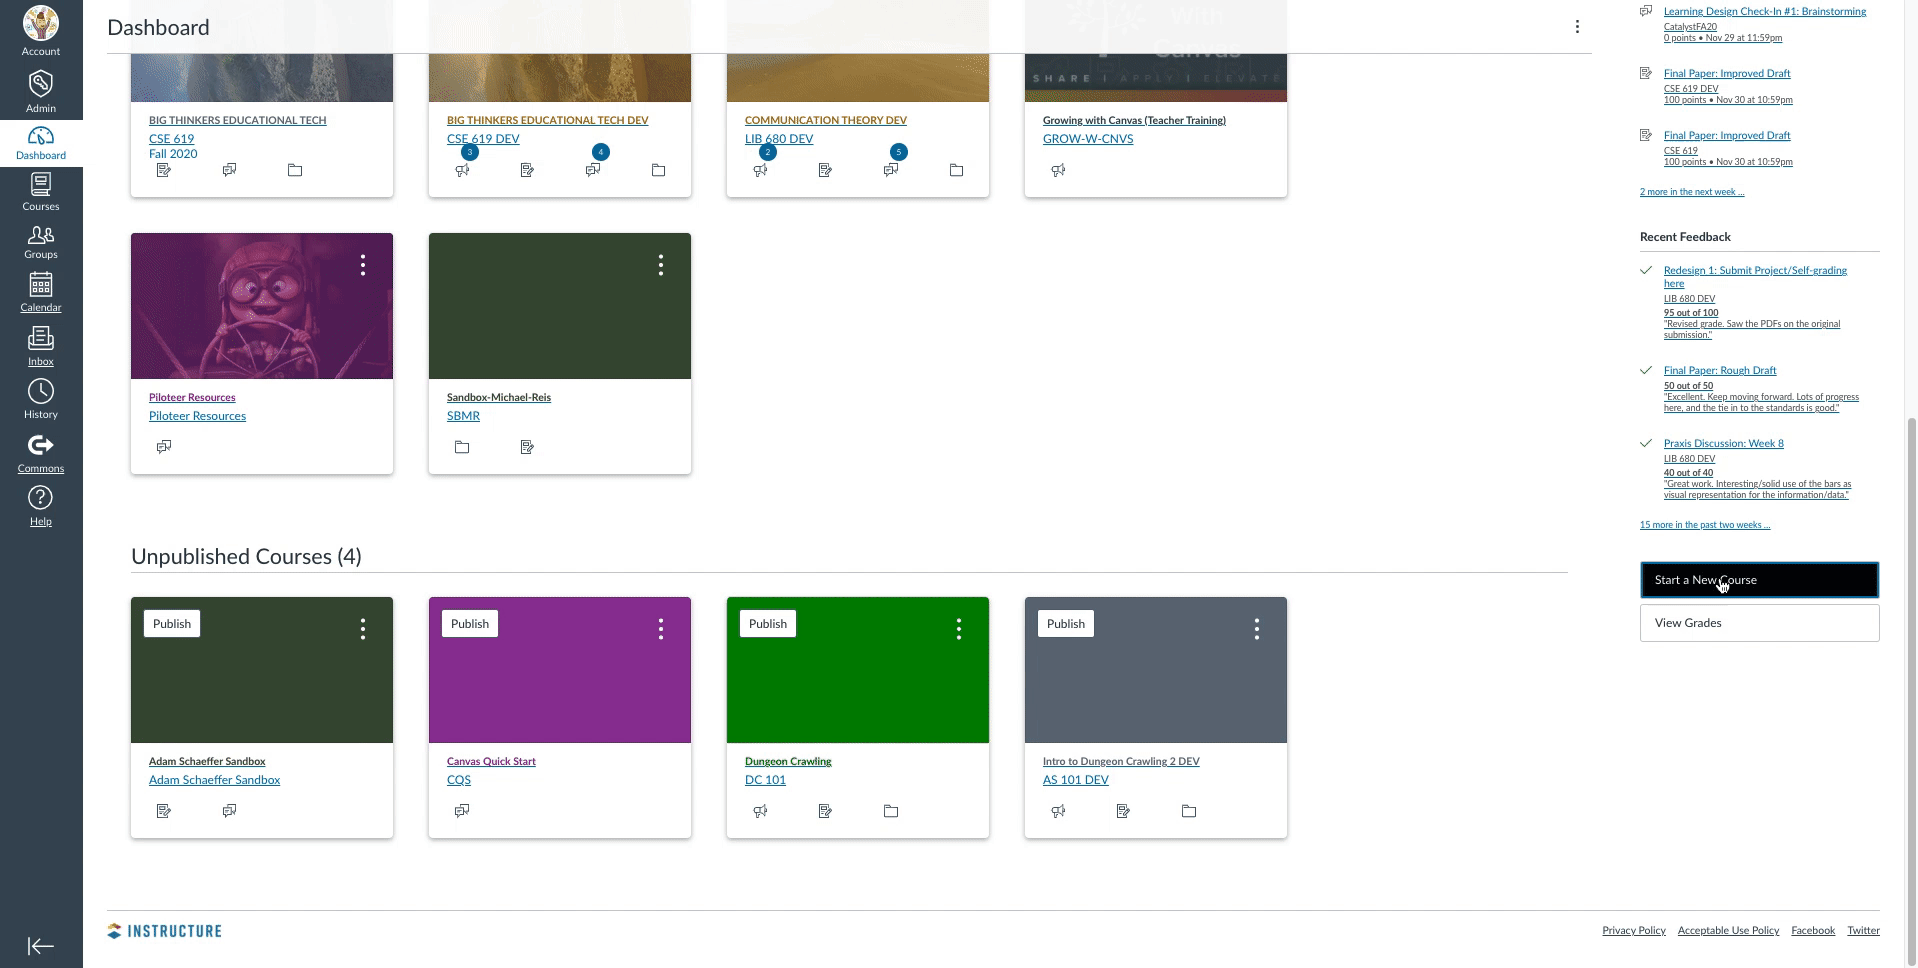 Account
Admin
Dashboard
Courses
Groups
Calendar
Inbox
History
Commons
Help
Dashboard
With
Canvas
SHARE | APPLY | ELEVATE
BIG THINKERS EDUCATIONAL TECH
CSE 619
Fall 2020
BIG THINKERS EDUCATIONAL TECH DEV
CSE 619 DEV
3
4
COMMUNICATION THEORY DEV
LIB 680 DEV
2
5
Growing with Canvas (Teacher Training)
GROW-W-CNVS
Piloteer Resources
Piloteer Resources
Sandbox-Michael-Reis
SBMR
Unpublished Courses (4)
Publish
Adam Schaeffer Sandbox
Adam Schaeffer Sandbox
Publish
Canvas Quick Start
CQS
Publish
Dungeon Crawling
DC 101
Publish
Intro to Dungeon Crawling 2 DEV
AS 101 DEV
Learning Design Check-In #1: Brainstorming
CatalystFA20
0 points • Nov 29 at 11:59pm
Final Paper: Improved Draft
CSE 619 DEV
100 points • Nov 30 at 10:59pm
Final Paper: Improved Draft
CSE 619
100 points • Nov 30 at 10:59pm
2 more in the next week ...
Recent Feedback
Redesign 1: Submit Project/Self-grading
here
LIB 680 DEV
95 out of 100
"Revised grade. Saw the PDFs on the original
submission."
Final Paper: Rough Draft
50 out of 50
"Excellent. Keep moving forward. Lots of progress
here, and the tie in to the standards is good."
Praxis Discussion: Week 8
LIB 680 DEV
40 out of 40
"Great work. Interesting/solid use of the bars as
visual representation for the information/data."
15 more in the past two weeks ...
Start a New Course
View Grades
INSTRUCTURE
Privacy Policy Acceptable Use Policy Facebook Twitter